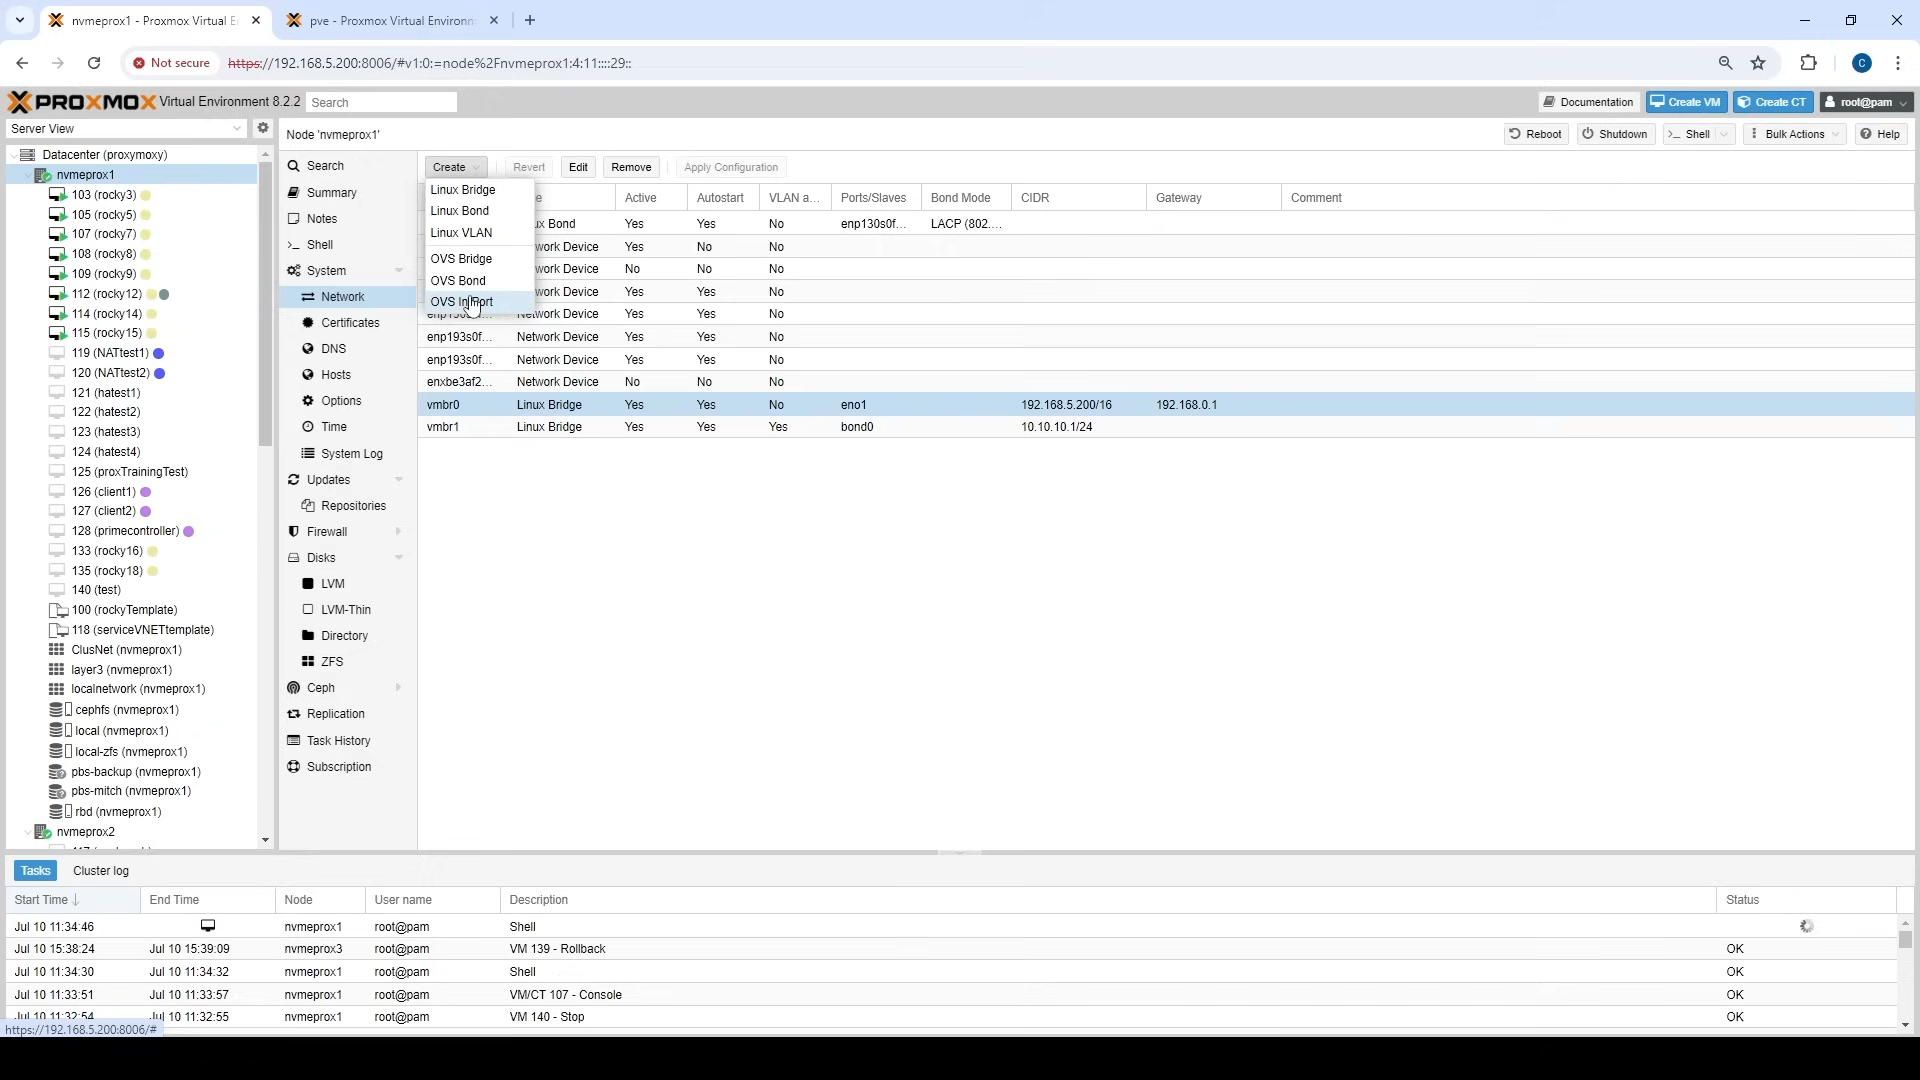 nvmeprox1 - Proxmox Virtual E
pve - Proxmox Virtual Environm
Not secure
https://192.168.5.200:8006/#v1:0:=node%2Fnvmeprox1:4:11::::29::
C
PROXMOX Virtual Environment 8.2.2
Search
Documentation
Create VM
Create CT
root@pam
Server View
Node 'nvmeprox1'
Reboot
Shutdown
Shell
Bulk Actions
Help
Datacenter (proxymoxy)
nvmeprox1
103 (rocky3)
105 (rocky5)
107 (rocky7)
108 (rocky8)
109 (rocky9)
112 (rocky12)
114 (rocky14)
115 (rocky15)
119 (NATtest1)
120 (NATtest2)
121 (hatest1)
122 (hatest2)
123 (hatest3)
124 (hatest4)
125 (proxTrainingTest)
126 (client1)
127 (client2)
128 (primecontroller)
133 (rocky16)
135 (rocky18)
140 (test)
100 (rockyTemplate)
118 (serviceVNETtemplate)
ClusNet (nvmeprox1)
layer3 (nvmeprox1)
localnetwork (nvmeprox1)
cephfs (nvmeprox1)
local (nvmeprox1)
local-zfs (nvmeprox1)
pbs-backup (nvmeprox1)
pbs-mitch (nvmeprox1)
rbd (nvmeprox1)
nvmeprox2
Search
Summary
Notes
Shell
System
Network
Certificates
DNS
Hosts
Options
Time
System Log
Updates
Repositories
Firewall
Disks
LVM
LVM-Thin
Directory
ZFS
Ceph
Replication
Task History
Subscription
Create
Revert
Edit
Remove
Apply Configuration
Linux Bridge
Linux Bond
Linux VLAN
OVS Bridge
OVS Bond
OVS
Active Autostart VLAN a... Ports/Slaves Bond Mode CIDR Gateway Comment
Bond Yes Yes No enp130s0f... LACP (802....
Device Yes No No
Device No No No
Device Yes Yes No
Network Device Yes Yes No
enp193s0f... Network Device Yes Yes No
enp193s0f... Network Device Yes Yes No
enxbe3af2... Network Device No No No
vmbr0 Linux Bridge Yes Yes No eno1 192.168.5.200/16 192.168.0.1
vmbr1 Linux Bridge Yes Yes Yes bond0 10.10.10.1/24
Tasks Cluster log
Start Time End Time Node User name Description Status
Jul 10 11:34:46 nvmeprox1 root@pam Shell
Jul 10 15:38:24 Jul 10 15:39:09 nvmeprox3 root@pam VM 139 - Rollback OK
Jul 10 11:34:30 Jul 10 11:34:32 nvmeprox1 root@pam Shell OK
Jul 10 11:33:51 Jul 10 11:33:57 nvmeprox1 root@pam VM/CT 107 - Console OK
Jul 10 11:32:54 Jul 10 11:32:55 nvmeprox1 root@pam VM 140 - Stop OK
https://192.168.5.200:8006/#